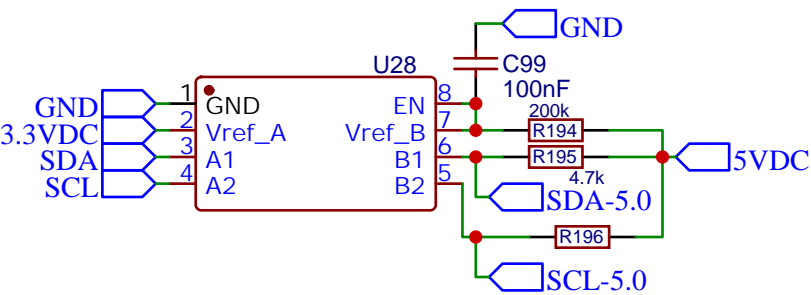 GND
U28
C99
100nF
200k
1
GND
GND
EN
8
3.3VDC
2
Vref_A
Vref_B
7
R194
SDA
3
A1
B1
6
R195
5VDC
SCL
4
A2
B2
5
4.7k
SDA-5.0
R196
SCL-5.0